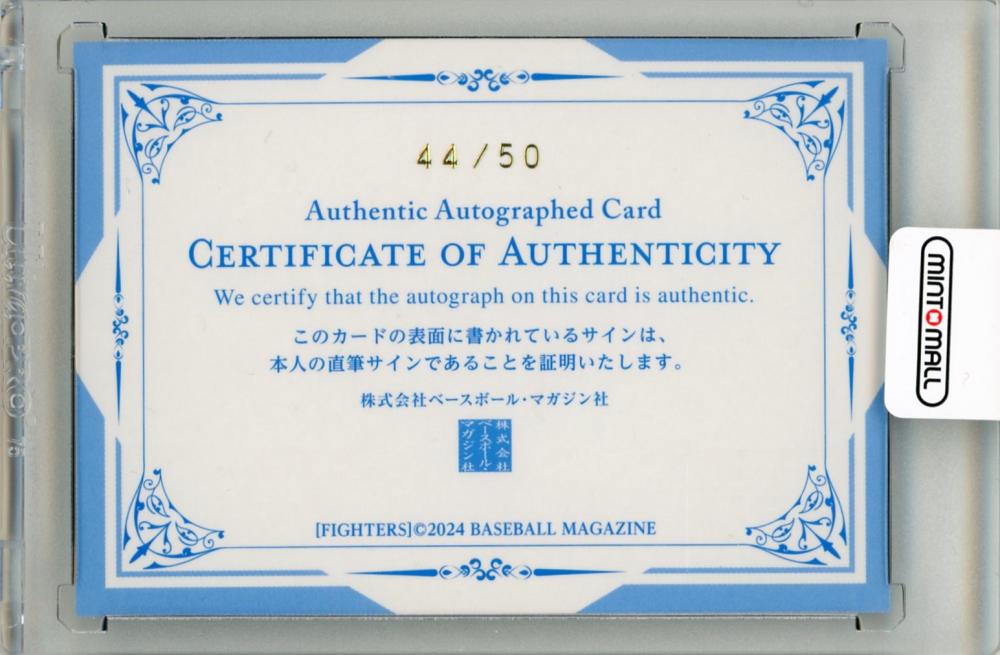 44/50
Authentic Autographed Card
CERTIFICATE OF AUTHENTICITY
We certify that the autograph on this card is authentic.
このカードの表面に書かれているサインは、
本人の直筆サインであることを証明いたします。
株式会社ベースボール・マガジン社
株式会社
ベースボール・
マガジン社
[FIGHTERS]©2024 BASEBALL MAGAZINE
MINT MALL